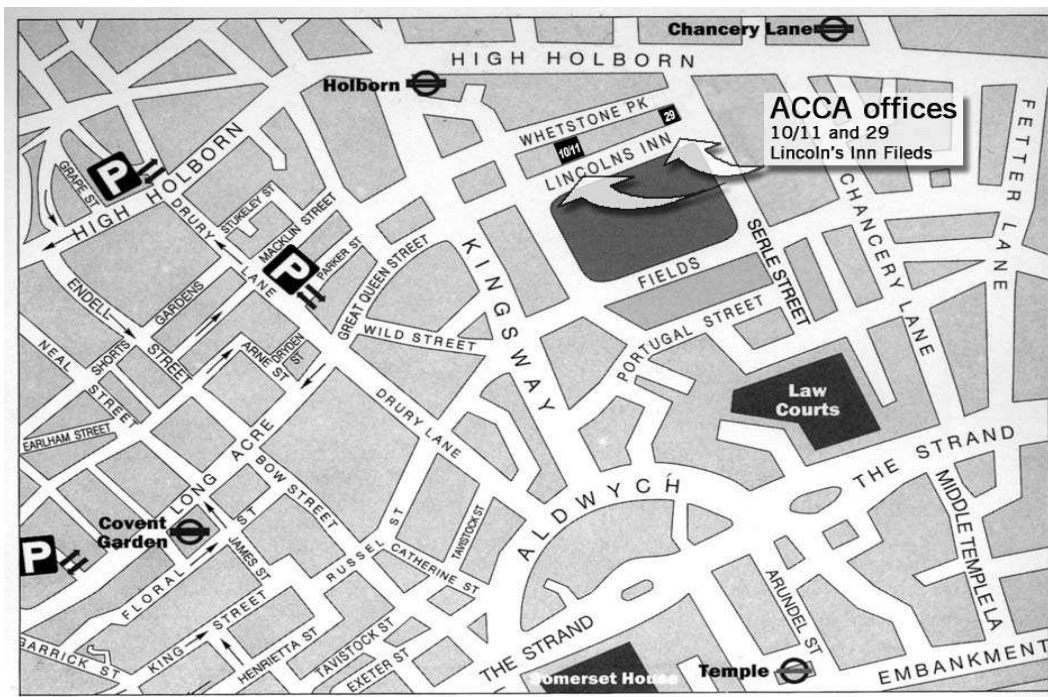 Chancery Lane
HIGH HOLBORN
Holborn
ACCA offices
10/11 and 29
Lincoln's Inn Fileds
WHETSTONE PK
29
10/11
LINCOLNS INN
FIELDS
FETTER LANE
CHANCERY LANE
SERLE STREET
GRAPE ST
P
HIGH HOLBORN
DRURY
LANE
STUKELEY ST
MACKLIN STREET
P
PARKER ST
GREAT QUEEN STREET
KINGSWAY
ENDELL
STREET
SHORTS
GARDENS
NEAL
STREET
ARNE ST
DRYDEN
ST
WILD STREET
PORTUGAL STREET
DRURY LANE
Law
Courts
EARLHAM STREET
LONG ACRE
BOW STREET
THE STRAND
ALDWYCH
MIDDLE TEMPLE LA
Covent
Garden
P
FLORAL
ST
JAMES ST
RUSSEL
ST
CATHERINE ST
TAVISTOCK ST
ARUNDEL ST
GARRICK ST
KING
STREET
HENRIETTA ST
TAVISTOCK ST
EXETER ST
THE STRAND
Somerset House
Temple
EMBANKMENT